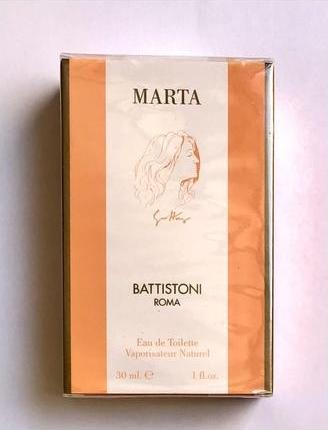 MARTA
BATTISTONI
ROMA
Eau de Toilette
Vaporisateur Naturel
30 ml. ℮ 1 fl.oz.